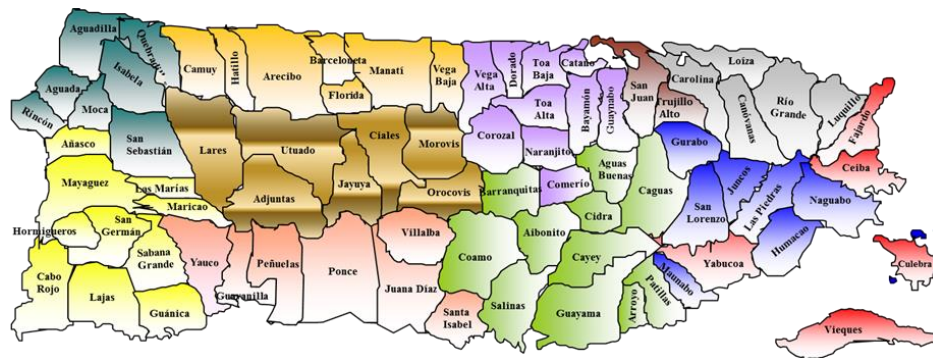 Aguadilla
Quebradillas
Isabela
Camuy
Hatillo
Arecibo
Barceloneta
Florida
Manatí
Vega
Baja
Vega
Alta
Dorado
Toa
Baja
Cataño
Toa
Alta
Bayamón
Guaynabo
San
Juan
Carolina
Trujillo
Alto
Loiza
Canóvanas
Río
Grande
Luquillo
Fajardo
Aguada
Rincón
Moca
San
Sebastián
Añasco
Lares
Utuado
Ciales
Morovis
Corozal
Naranjito
Aguas
Buenas
Gurabo
Ceiba
Mayaguez
Las Marías
Maricao
Adjuntas
Jayuya
Orocovis
Barranquitas
Comerío
Caguas
San
Lorenzo
Juncos
Las Piedras
Naguabo
Humacao
Hormigueros
San
Germán
Sabana
Grande
Yauco
Guyanilla
Peñuelas
Ponce
Villalba
Juana Díaz
Coamo
Aibonito
Cidra
Cayey
Yabucoa
Maunabo
Culebra
Cabo
Rojo
Lajas
Guánica
Santa
Isabel
Salinas
Guayama
Arroyo
Patillas
Vieques